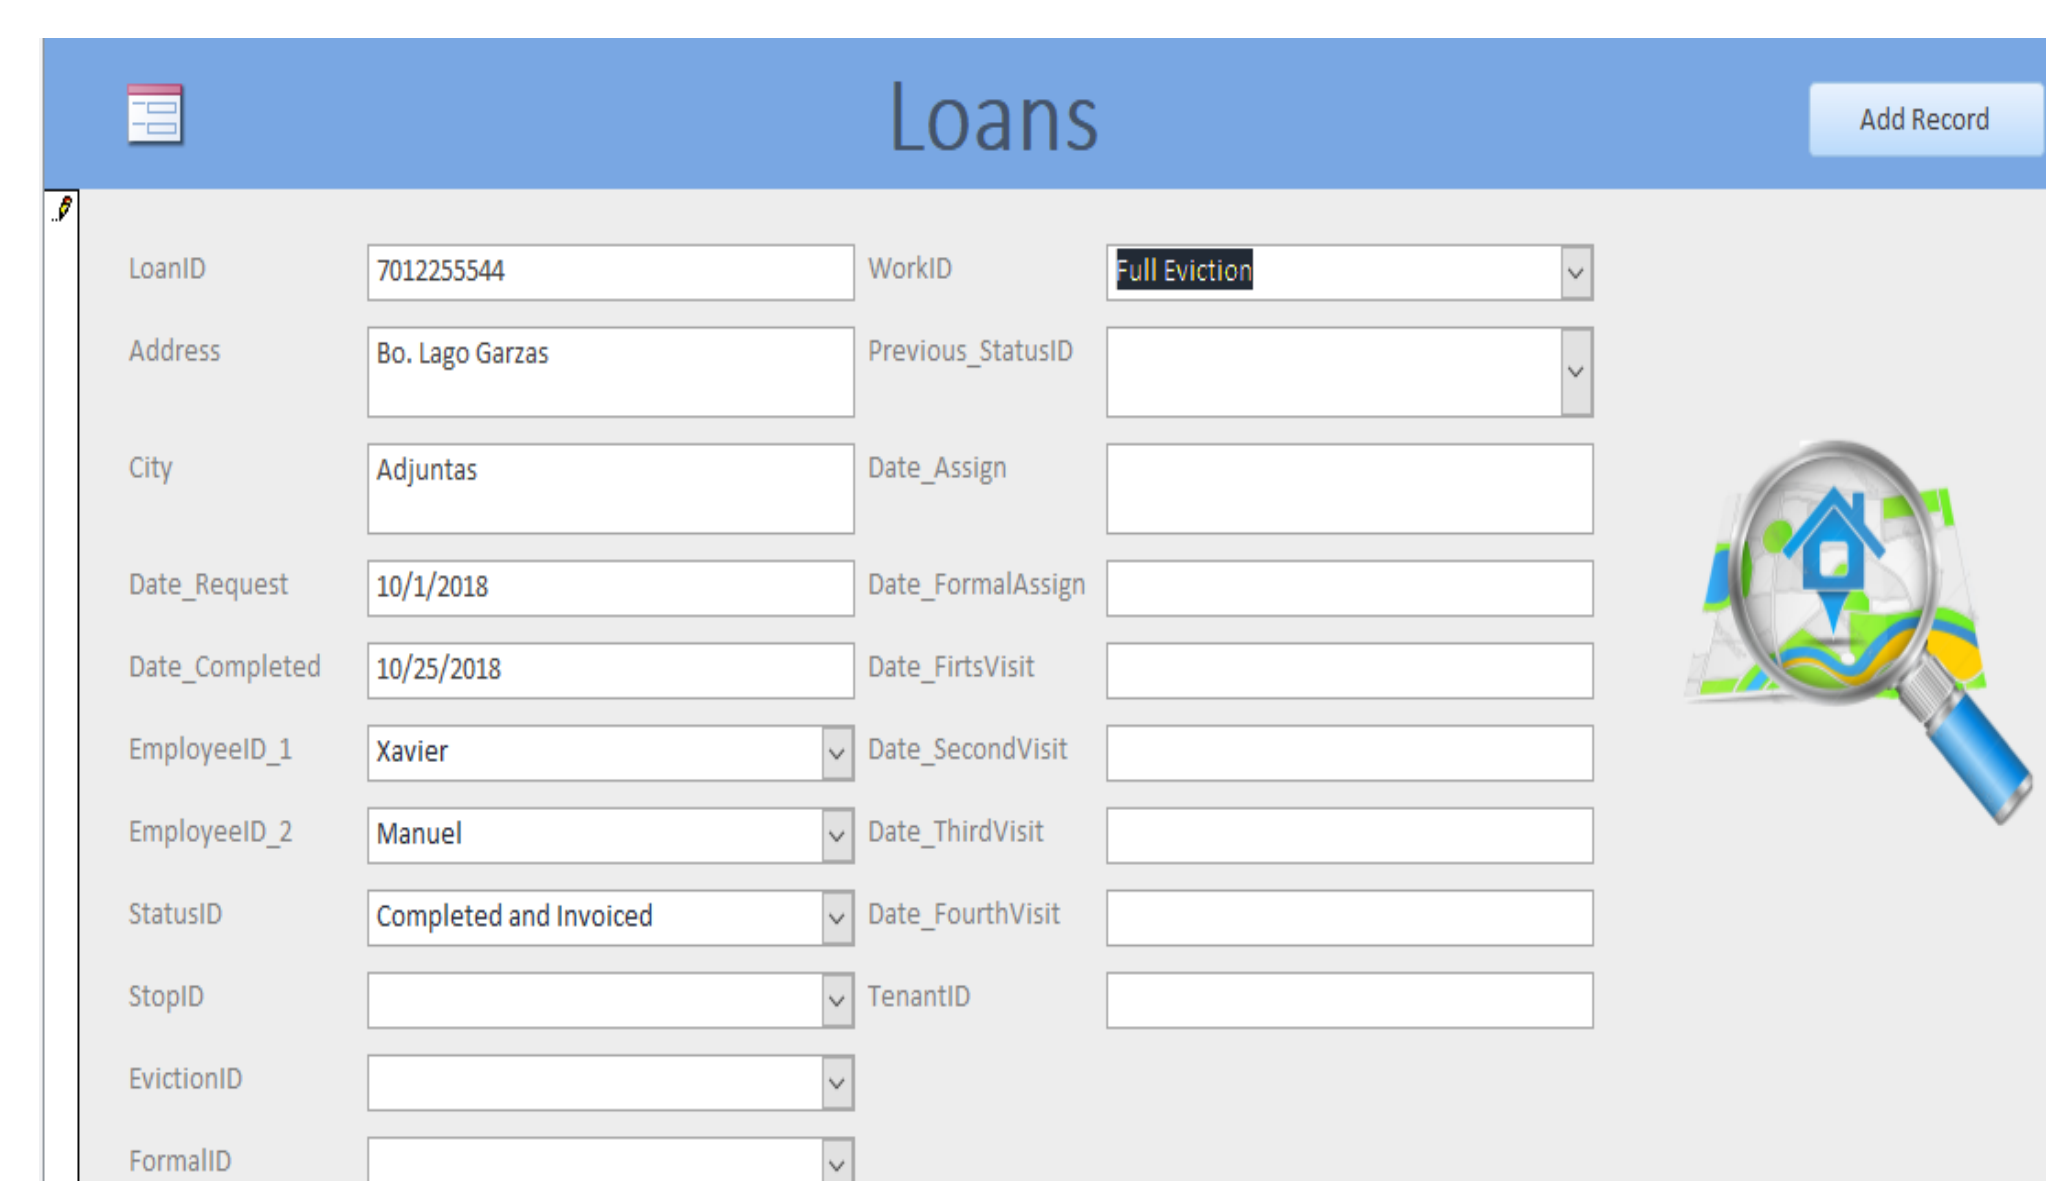 Loans
Add Record
LoanID 7012255544 WorkID Full Eviction
Address Bo. Lago Garzas Previous_StatusID
City Adjuntas Date_Assign
Date_Request 10/1/2018 Date_FormalAssign
Date_Completed 10/25/2018 Date_FirtsVisit
EmployeeID_1 Xavier Date_SecondVisit
EmployeeID_2 Manuel Date_ThirdVisit
StatusID Completed and Invoiced Date_FourthVisit
StopID TenantID
EvictionID
FormalID